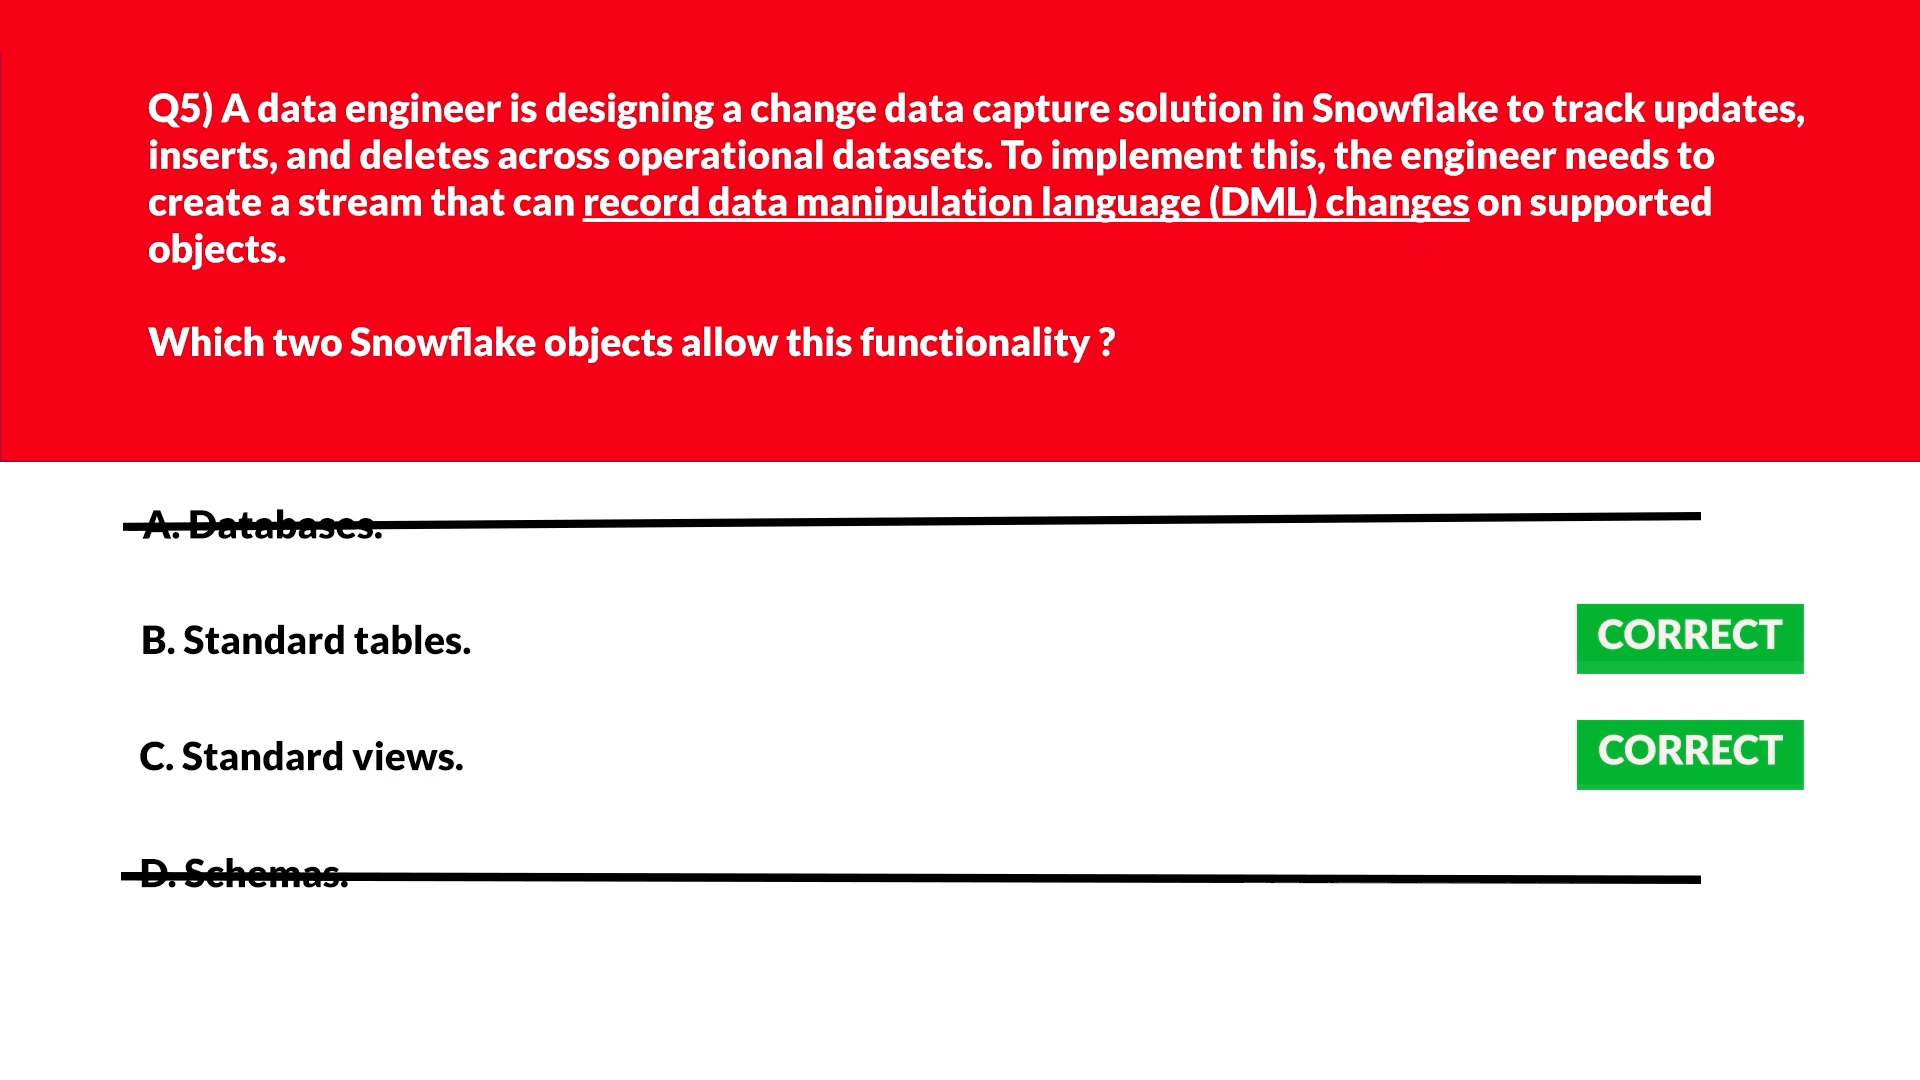 Q5) A data engineer is designing a change data capture solution in Snowflake to track updates,
inserts, and deletes across operational datasets. To implement this, the engineer needs to
create a stream that can record data manipulation language (DML) changes on supported
objects.
Which two Snowflake objects allow this functionality ?
A. Databases.
B. Standard tables.
CORRECT
C. Standard views.
CORRECT
D. Schemas.